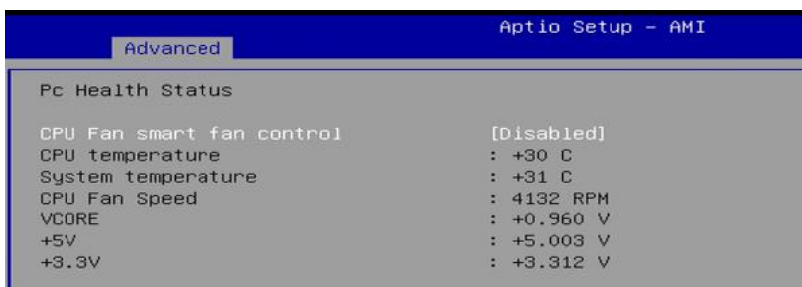 Aptio Setup - AMI
Advanced
Pc Health Status
CPU Fan smart fan control [Disabled]
CPU temperature : +30 C
System temperature : +31 C
CPU Fan Speed : 4132 RPM
VCORE : +0.960 V
+5V : +5.003 V
+3.3V : +3.312 V